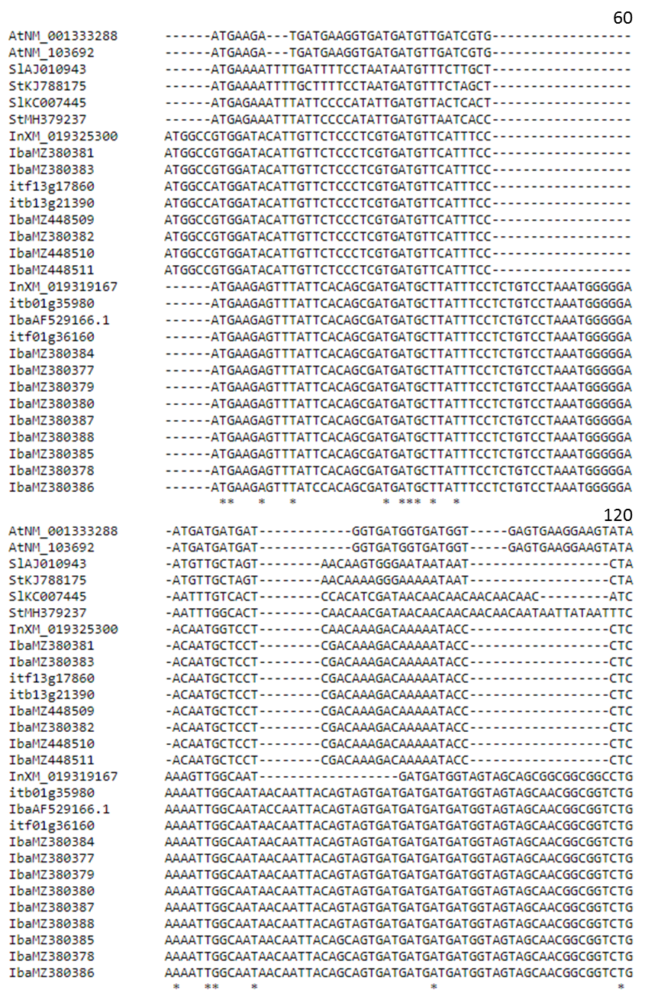 60
AtNM_001333288 ------ATGAAGA---TGATGAAGGTGATGATGTTGATCGTG------------------
AtNM_103692 ------ATGAAGA---TGATGAAGGTGATGATGTTGATCGTG------------------
SlAJ010943 ------ATGAAAATTTTGATTTTCCTAATAATGTTTCTTGCT------------------
StKJ788175 ------ATGAAAATTTTGCTTTTCCTAATGATGTTTCTAGCT------------------
SlKC007445 ------ATGAGAAATTTATTCCCCATATTGATGTTACTCACT------------------
StMH379237 ------ATGAGAAATTTATTCCCCATATTGATGTTAATCACC------------------
InXM_019325300 ATGGCCGTGGATACATTGTTCTCCCTCGTGATGTTCATTTCC------------------
IbaMZ380381 ATGGCCGTGGATACATTGTTCTCCCTCGTGATGTTCATTTCC------------------
IbaMZ380383 ATGGCCGTGGATACATTGTTCTCCCTCGTGATGTTCATTTCC------------------
itf13g17860 ATGGCCATGGATACATTGTTCTCCCTCGTGATGTTCATTTCC------------------
itb13g21390 ATGGCCATGGATACATTGTTCTCCCTCGTGATGTTCATTTCC------------------
IbaMZ448509 ATGGCCGTGGATACATTGTTCTCCCTCGTGATGTTCATTTCC------------------
IbaMZ380382 ATGGCCGTGGATACATTGTTCTCCCTCGTGATGTTCATTTCC------------------
IbaMZ448510 ATGGCCGTGGATACATTGTTCTCCCTCGTGATGTTCATTTCC------------------
IbaMZ448511 ATGGCCGTGGATACATTGTTCTCCCTCGTGATGTTCATTTCC------------------
InXM_019319167 ------ATGAAGAGTTTATTCACAGCGATGATGCTTATTTCCTCTGTCCTAAATGGGGGA
itb01g35980 ------ATGAAGAGTTTATTCACAGCGATGATGCTTATTTCCTCTGTCCTAAATGGGGGA
IbaAF529166.1 ------ATGAAGAGTTTATTCACAGCGATGATGCTTATTTCCTCTGTCCTAAATGGGGGA
itf01g36160 ------ATGAAGAGTTTATTCACAGCGATGATGCTTATTTCCTCTGTCCTAAATGGGGGA
IbaMZ380384 ------ATGAAGAGTTTATTCACAGCGATGATGCTTATTTCCTCTGTCCTAAATGGGGGA
IbaMZ380377 ------ATGAAGAGTTTATTCACAGCGATGATGCTTATTTCCTCTGTCCTAAATGGGGGA
IbaMZ380379 ------ATGAAGAGTTTATTCACAGCGATGATGCTTATTTCCTCTGTCCTAAATGGGGGA
IbaMZ380380 ------ATGAAGAGTTTATTCACAGCGATGATGCTTATTTCCTCTGTCCTAAATGGGGGA
IbaMZ380387 ------ATGAAGAGTTTATTCACAGCGATGATGCTTATTTCCTCTGTCCTAAATGGGGGA
IbaMZ380388 ------ATGAAGAGTTTATTCACAGCGATGATGCTTATTTCCTCTGTCCTAAATGGGGGA
IbaMZ380385 ------ATGAAGAGTTTATTCACAGCGATGATGCTTATTTCCTCTGTCCTAAATGGGGGA
IbaMZ380378 ------ATGAAGAGTTTATTCACAGCGATGATGCTTATTTCCTCTGTCCTAAATGGGGGA
IbaMZ380386 ------ATGAAGAGTTTATCCACAGCGATGATGCTTATTTCCTCTGTCCTAAATGGGGGA
** * * * *** * *
120
AtNM_001333288 -ATGATGATGAT------------GGTGATGGTGATGGT-----GAGTGAAGGAAGTATA
AtNM_103692 -ATGATGATGAT------------GGTGATGGTGATGGT-----GAGTGAAGGAAGTATA
SlAJ010943 -ATGTTGCTAGT--------AACAAGTGGGAATAATAAT------------------CTA
StKJ788175 -ATGTTGCTAGT--------AACAAAAGGGAAAAATAAT------------------CTA
SlKC007445 -AATTTGTCACT--------CCACATCGATAACAACAACAACAACAAC---------ATC
StMH379237 -AATTTGGCACT--------CAACAACGATAACAACAACAACAACAATAATTATAATTTC
InXM_019325300 -ACAATGGTCCT--------CAACAAAGACAAAAATACC------------------CTC
IbaMZ380381 -ACAATGCTCCT--------CGACAAAGACAAAAATACC------------------CTC
IbaMZ380383 -ACAATGCTCCT--------CGACAAAGACAAAAATACC------------------CTC
itf13g17860 -ACAATGCTCCT--------CGACAAAGACAAAAATACC------------------CTC
itb13g21390 -ACAATGCTCCT--------CGACAAAGACAAAAATACC------------------CTC
IbaMZ448509 -ACAATGCTCCT--------CGACAAAGACAAAAATACC------------------CTC
IbaMZ380382 -ACAATGCTCCT--------CGACAAAGACAAAAATACC------------------CTC
IbaMZ448510 -ACAATGCTCCT--------CGACAAAGACAAAAATACC------------------CTC
IbaMZ448511 -ACAATGCTCCT--------CGACAAAGACAAAAATACC------------------CTC
InXM_019319167 AAAGTTGGCAAT------------------GATGATGGTAGTAGCAGCGGCGGCGGCCTG
itb01g35980 AAAATTGGCAATAACAATTACAGTAGTGATGATGATGATGGTAGTAGCAACGGCGGTCTG
IbaAF529166.1 AAAATTGGCAATACCAATTACAGTAGTGATGATGATGATGGTAGTAGCAACGGCGGTCTG
itf01g36160 AAAATTGGCAATAACAATTACAGTAGTGATGATGATGATGGTAGTAGCAACGGCGGTCTG
IbaMZ380384 AAAATTGGCAATAACAATTACAGTAGTGATGATGATGATGGTAGTAGCAACGGCGGTCTG
IbaMZ380377 AAAATTGGCAATAACAATTACAGTAGTGATGATGATGATGGTAGTAGCAACGGCGGTCTG
IbaMZ380379 AAAATTGGCAATAACAATTACAGTAGTGATGATGATGATGGTAGTAGCAACGGCGGTCTG
IbaMZ380380 AAAATTGGCAATAACAATTACAGTAGTGATGATGATGATGGTAGTAGCAACGGCGGTCTG
IbaMZ380387 AAAATTGGCAATAACAATTACAGTAGTGATGATGATGATGGTAGTAGCAACGGCGGTCTG
IbaMZ380388 AAAATTGGCAATAACAATTACAGTAGTGATGATGATGATGGTAGTAGCAACGGCGGTCTG
IbaMZ380385 AAAATTGGCAATAACAATTACAGCAGTGATGATGATGATGGTAGTAGCAACGGCGGTCTG
IbaMZ380378 AAAATTGGCAATAACAATTACAGCAGTGATGATGATGATGGTAGTAGCAACGGCGGTCTG
IbaMZ380386 AAAATTGGCAATAACAATTACAGCAGTGATGATGATGATGGTAGTAGCAACGGCGGTCTG
* ** * * *